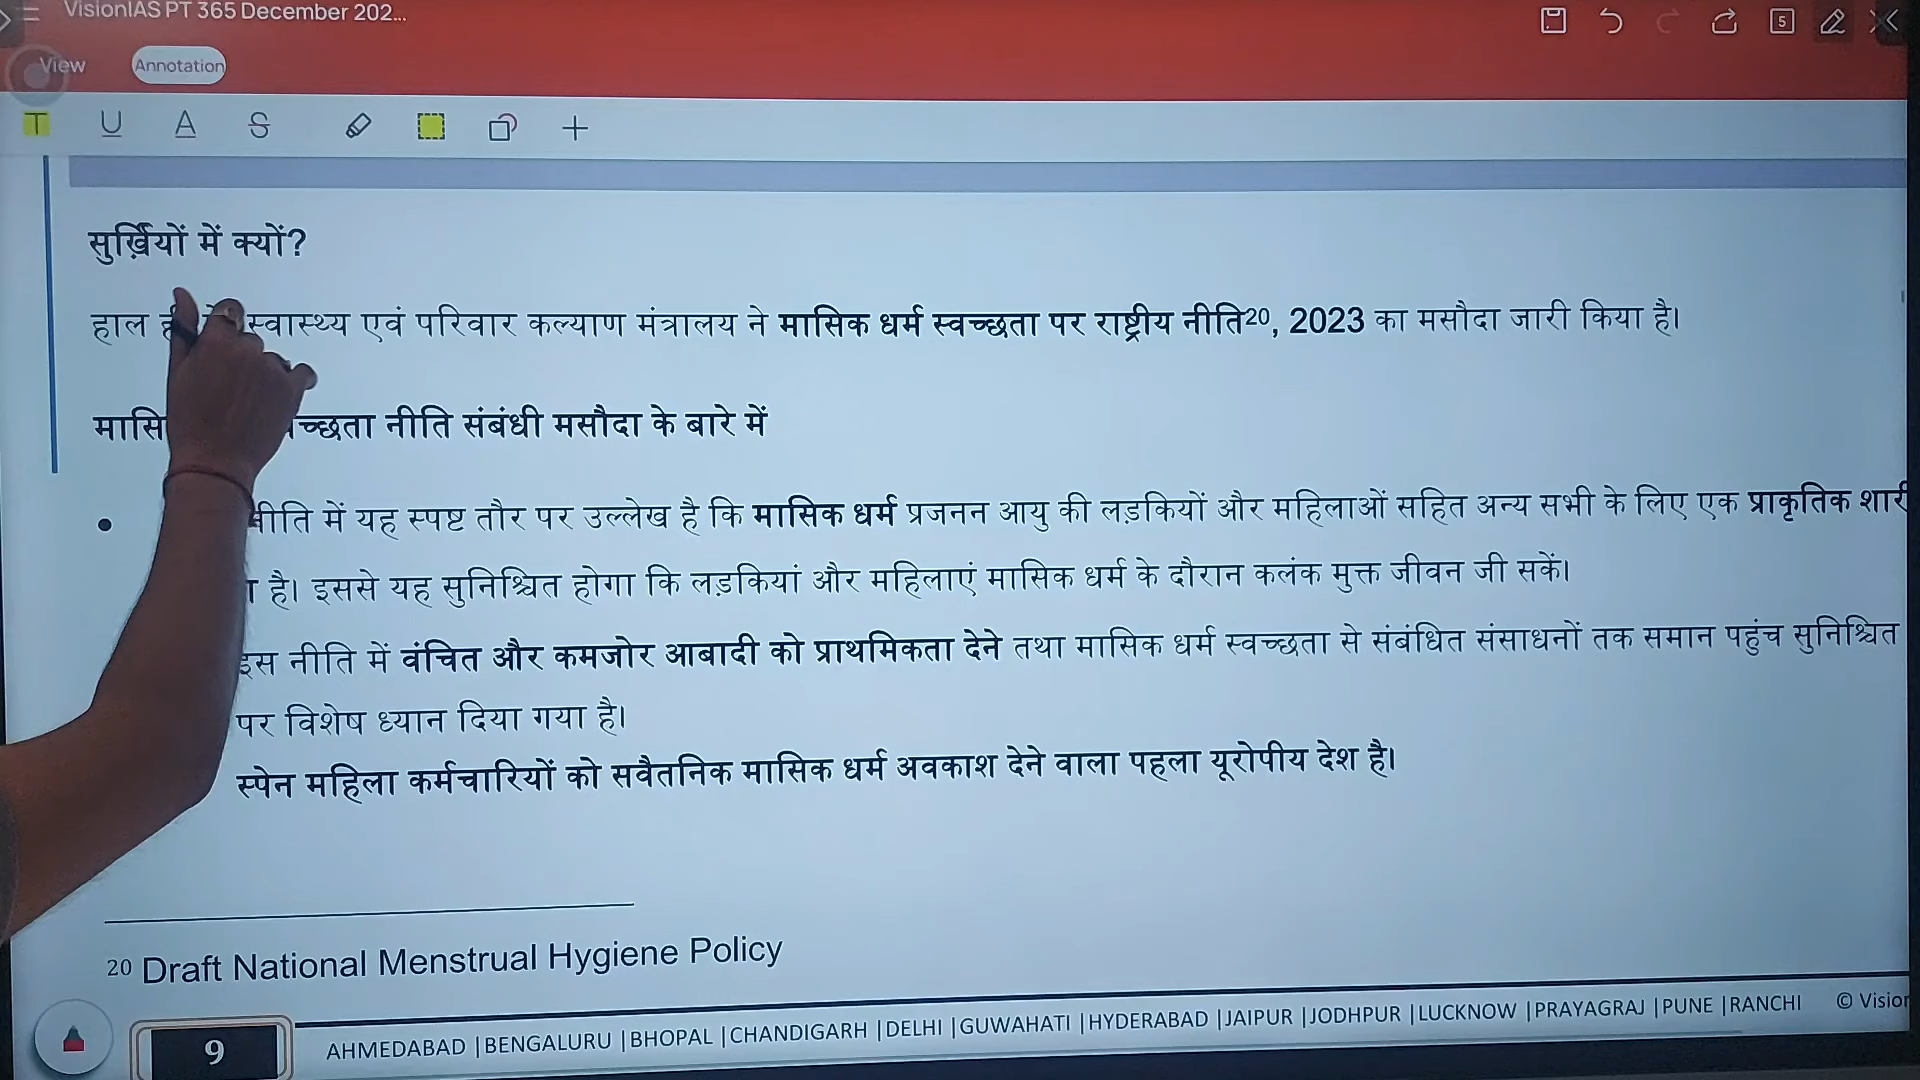 VisionIAS PT 365 December 202...
View Annotation
T U A S +
5
सुर्ख़ियों में क्यों?
हाल स्वास्थ्य एवं परिवार कल्याण मंत्रालय ने मासिक धर्म स्वच्छता पर राष्ट्रीय नीति20, 2023 का मसौदा जारी किया है।
नीति संबंधी मसौदा के बारे में
नीति में यह स्पष्ट तौर पर उल्लेख है कि मासिक धर्म प्रजनन आयु की लड़कियों और महिलाओं सहित अन्य सभी के लिए एक प्राकृतिक
है। इससे यह सुनिश्चित होगा कि लड़कियां और महिलाएं मासिक धर्म के दौरान कलंक मुक्त जीवन जी सकें।
इस नीति में वंचित और कमजोर आबादी को प्राथमिकता देने तथा मासिक धर्म स्वच्छता से संबंधित संसाधनों तक समान पहुंच सुनिश्चित
पर विशेष ध्यान दिया गया है।
स्पेन महिला कर्मचारियों को सवैतनिक मासिक धर्म अवकाश देने वाला पहला यूरोपीय देश है।
20 Draft National Menstrual Hygiene Policy
9 AHMEDABAD |BENGALURU |BHOPAL |CHANDIGARH |DELHI |GUWAHATI |HYDERABAD |JAIPUR |JODHPUR |LUCKNOW |PRAYAGRAJ |PUNE |RANCHI © Vision